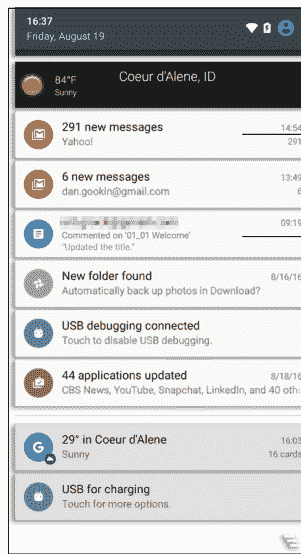 16:37
Friday, August 19
84°F
Sunny
Coeur d'Alene, ID
291 new messages
14:54
Yahoo!
291
6 new messages
13:49
dan.gookin@gmail.com
6
09:19
Commented on '01_01 Welcome'
"Updated the title."
New folder found
8/16/16
Automatically back up photos in Download?
USB debugging connected
Touch to disable USB debugging.
44 applications updated
8/18/16
CBS News, YouTube, Snapchat, LinkedIn, and 40 oth
G
29° in Coeur d'Alene
16:05
Sunny
16 cards
USB for charging
Touch for more options.